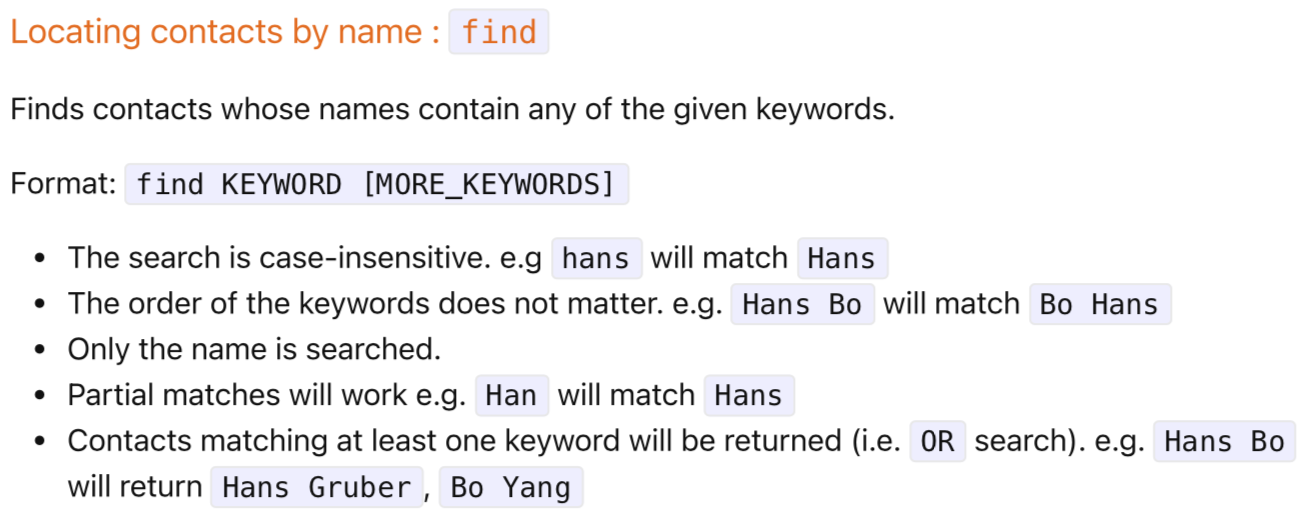 Locating contacts by name : find
Finds contacts whose names contain any of the given keywords.
Format: find KEYWORD [MORE_KEYWORDS]
• The search is case-insensitive. e.g hans will match Hans
• The order of the keywords does not matter. e.g. Hans Bo will match Bo Hans
• Only the name is searched.
• Partial matches will work e.g. Han will match Hans
• Contacts matching at least one keyword will be returned (i.e. OR search). e.g. Hans Bo
will return Hans Gruber, Bo Yang